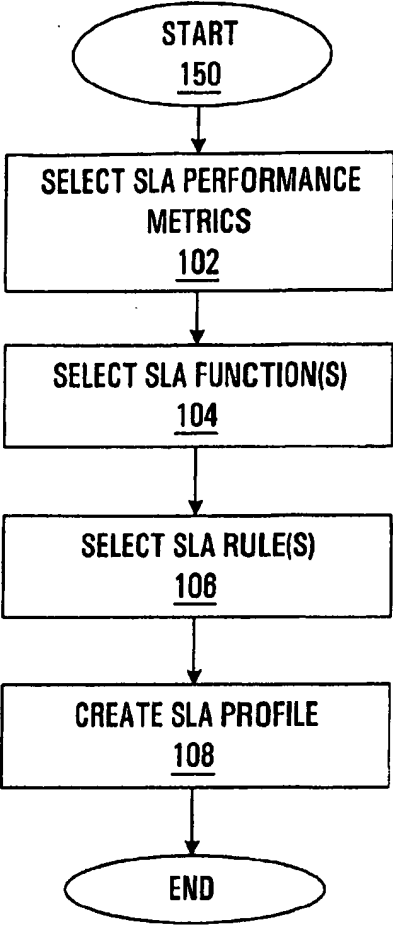 START
150
SELECT SLA PERFORMANCE
METRICS
102
SELECT SLA FUNCTION(S)
104
SELECT SLA RULE(S)
106
CREATE SLA PROFILE
108
END